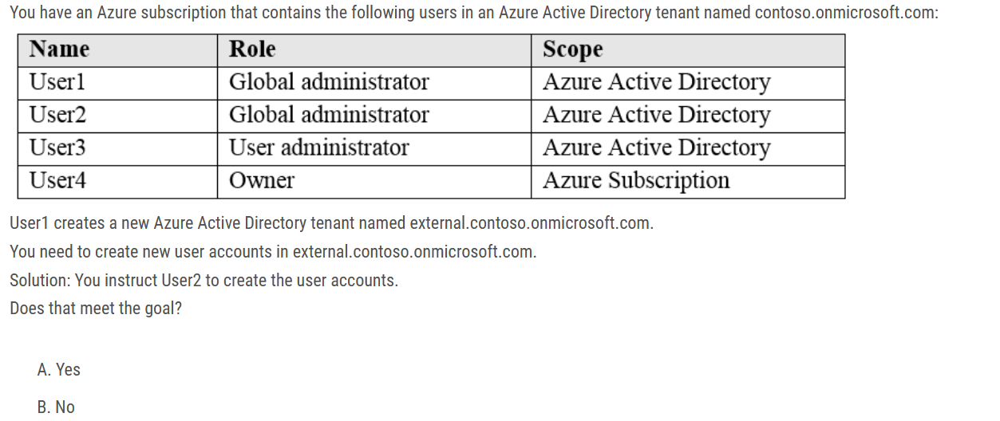 You have an Azure subscription that contains the following users in an Azure Active Directory tenant named contoso.onmicrosoft.com:
Name Role Scope
User1 Global administrator Azure Active Directory
User2 Global administrator Azure Active Directory
User3 User administrator Azure Active Directory
User4 Owner Azure Subscription
User1 creates a new Azure Active Directory tenant named external.contoso.onmicrosoft.com.
You need to create new user accounts in external.contoso.onmicrosoft.com.
Solution: You instruct User2 to create the user accounts.
Does that meet the goal?
A. Yes
B. No